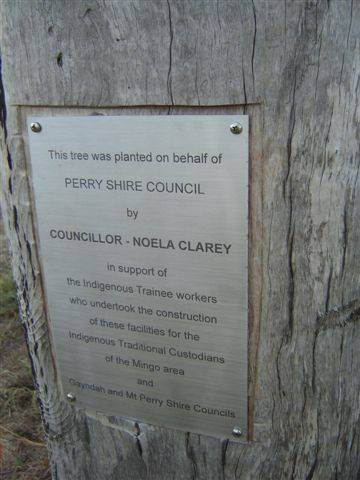 This tree was planted on behalf of
PERRY SHIRE COUNCIL
by
COUNCILLOR - NOELA CLAREY
in support of
the Indigenous Trainee workers
who undertook the construction
of these facilities for the
Indigenous Traditional Custodians
of the Mingo area
and
Gayndah and Mt Perry Shire Councils